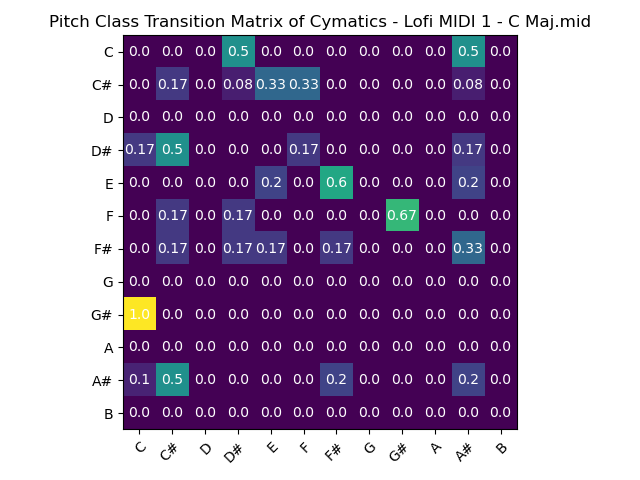 Pitch Class Transition Matrix of Cymatics - Lofi MIDI 1 - C Maj.mid
C 0.0 0.0 0.0 0.5 0.0 0.0 0.0 0.0 0.0 0.0 0.5 0.0
C# 0.0 0.17 0.0 0.08 0.33 0.33 0.0 0.0 0.0 0.0 0.08 0.0
D 0.0 0.0 0.0 0.0 0.0 0.0 0.0 0.0 0.0 0.0 0.0 0.0
D# 0.17 0.5 0.0 0.0 0.0 0.17 0.0 0.0 0.0 0.0 0.17 0.0
E 0.0 0.0 0.0 0.0 0.2 0.0 0.6 0.0 0.0 0.0 0.2 0.0
F 0.0 0.17 0.0 0.17 0.0 0.0 0.0 0.0 0.67 0.0 0.0 0.0
F# 0.0 0.17 0.0 0.17 0.17 0.0 0.17 0.0 0.0 0.0 0.33 0.0
G 0.0 0.0 0.0 0.0 0.0 0.0 0.0 0.0 0.0 0.0 0.0 0.0
G# 1.0 0.0 0.0 0.0 0.0 0.0 0.0 0.0 0.0 0.0 0.0 0.0
A 0.0 0.0 0.0 0.0 0.0 0.0 0.0 0.0 0.0 0.0 0.0 0.0
A# 0.1 0.5 0.0 0.0 0.0 0.0 0.2 0.0 0.0 0.0 0.2 0.0
B 0.0 0.0 0.0 0.0 0.0 0.0 0.0 0.0 0.0 0.0 0.0 0.0
C C# D D# E F F# G G# A A# B